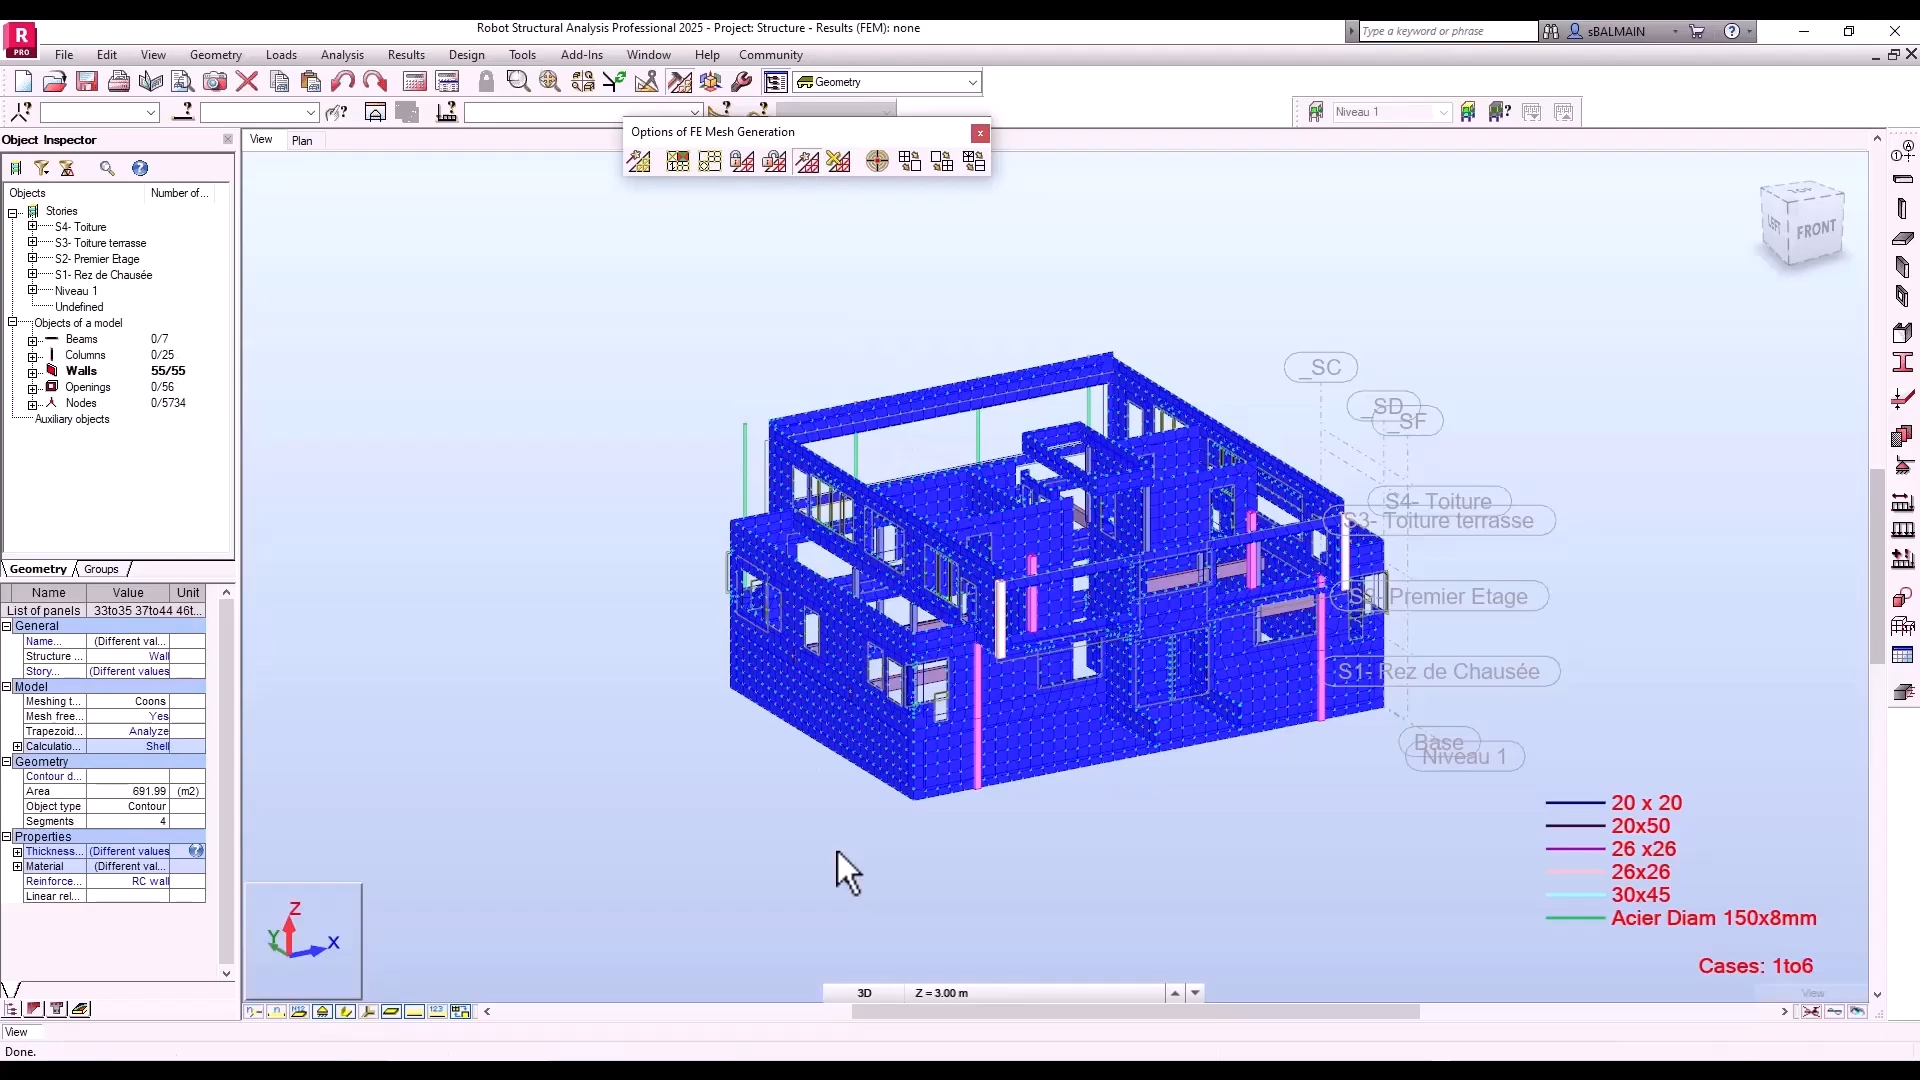 Robot Structural Analysis Professional 2025 - Project: Structure - Results (FEM): none
Type a keyword or phrase
sBALMAIN
R
PRO
File Edit View Geometry Loads Analysis Results Design Tools Add-Ins Window Help Community
Geometry
Niveau 1
Options of FE Mesh Generation
Object Inspector
View Plan
Objects Number of...
Stories
S4- Toiture
S3- Toiture terrasse
S2- Premier Etage
S1- Rez de Chausée
Niveau 1
Undefined
Objects of a model
Beams 0/7
Columns 0/25
Walls 55/55
Openings 0/56
Nodes 0/5734
Auxiliary objects
Geometry Groups
Name Value Unit
List of panels 33to35 37to44 46t...
General
Name... (Different val...
Structure ... Wall
Story... (Different values
Model
Meshing t... Coons
Mesh free... Yes
Trapezoid... Analyze
Calculatio... Shell
Geometry
Contour d...
Area 691.99 (m2)
Object type Contour
Segments 4
Properties
Thickness... (Different values
Material (Different val...
Reinforce... RC wall
Linear rel...
TOP
LEFT
FRONT
_SC
_SD
_SF
S4- Toiture
S3- Toiture terrasse
Premier Etage
S1- Rez de Chausée
Base
Niveau 1
20 x 20
20x50
26 x26
26x26
30x45
Acier Diam 150x8mm
Cases: 1to6
Z
Y
X
3D Z = 3.00 m
View
View
Done.